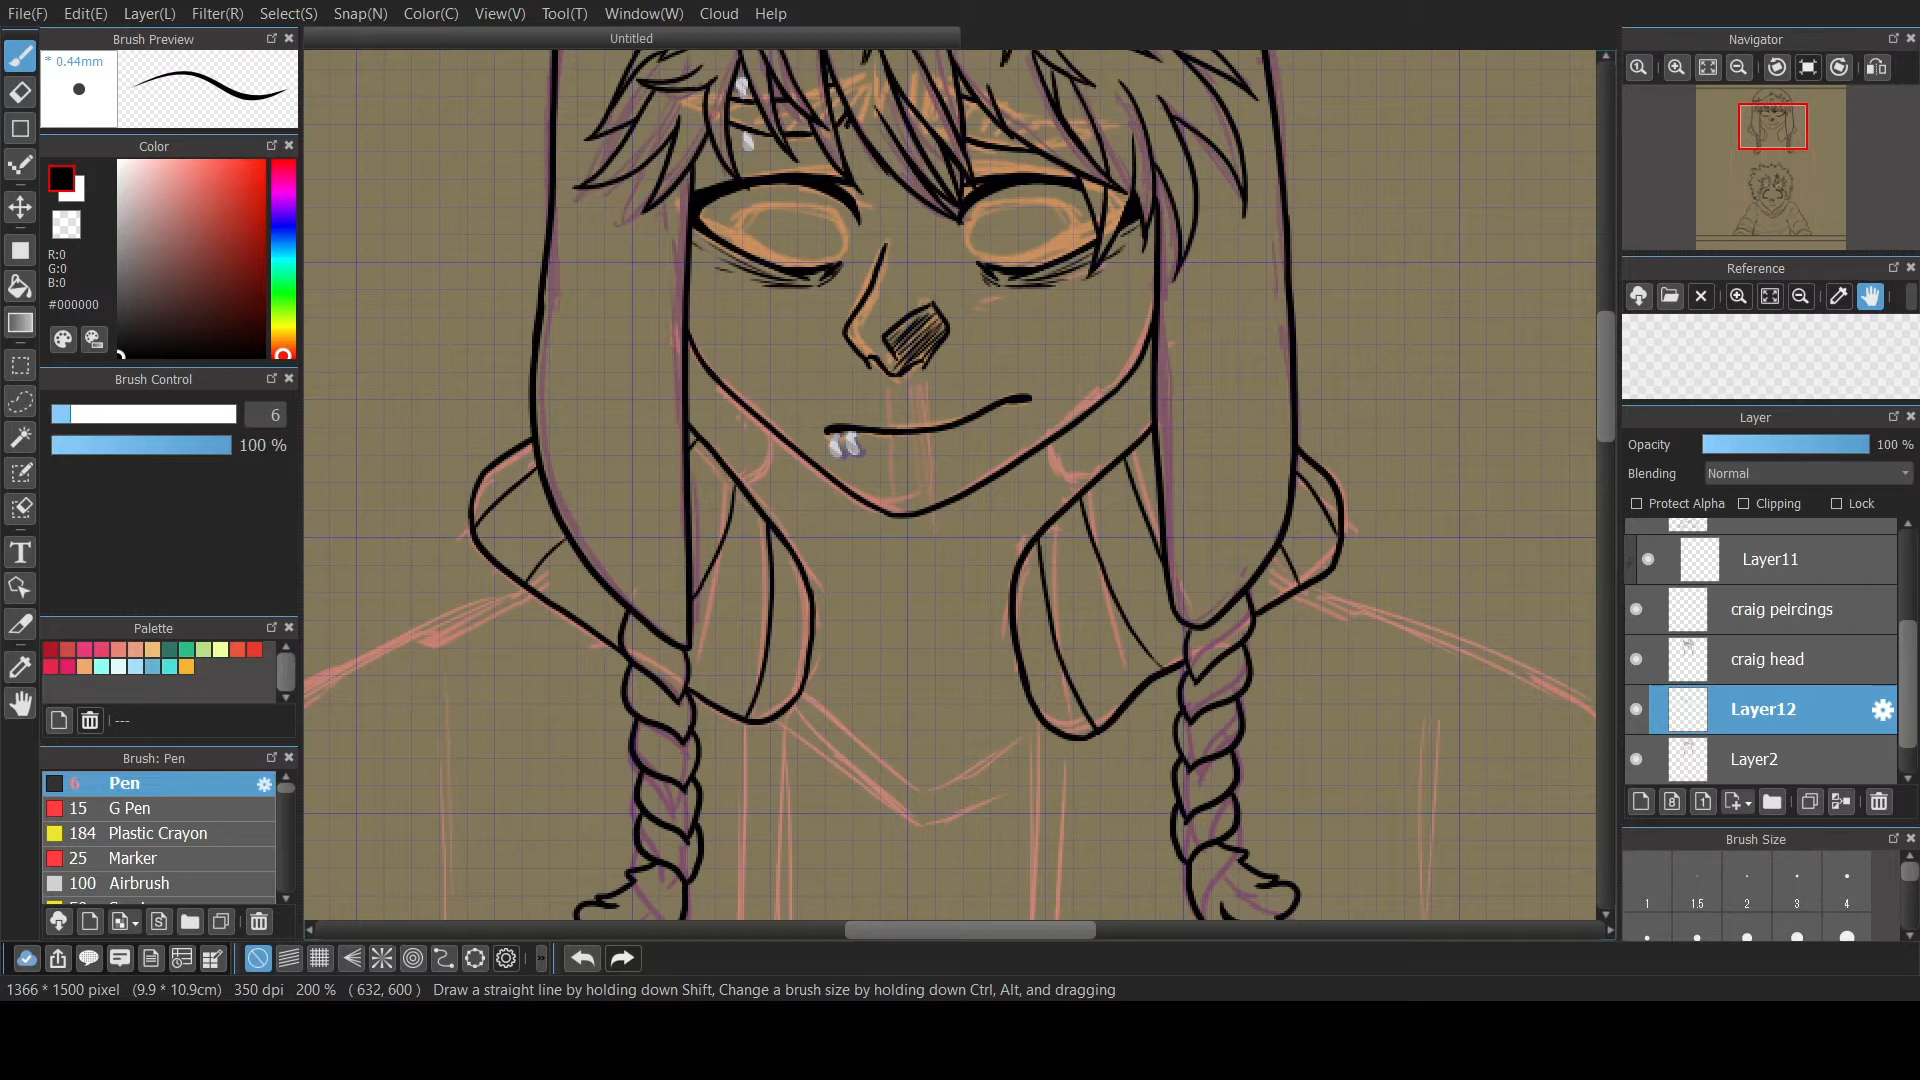 File(F) Edit(E) Layer(L) Filter(R) Select(S) Snap(N) Color(C) View(V) Tool(T) Window(W) Cloud Help
Brush Preview
Untitled
Navigator
* 0.44mm
Color
R:0
G:0
B:0
#000000
Reference
Brush Control
6
100 %
Layer
Opacity 100 %
Blending Normal
Protect Alpha Clipping Lock
Layer11
craig peircings
craig head
Layer12
Layer2
Palette
---
Brush: Pen
6 Pen
15 G Pen
184 Plastic Crayon
25 Marker
100 Airbrush
Brush Size
1 1.5 2 3 4
1366 * 1500 pixel (9.9 * 10.9cm) 350 dpi 200 % ( 632, 600 ) Draw a straight line by holding down Shift, Change a brush size by holding down Ctrl, Alt, and dragging